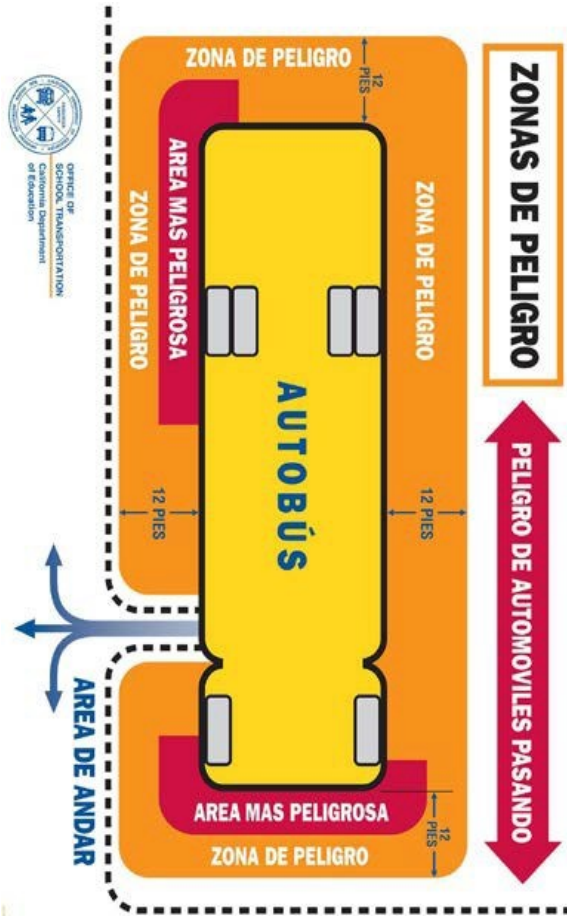 ZONAS DE PELIGRO
PELIGRO DE AUTOMOVILES PASANDO
ZONA DE PELIGRO
12
PIES
ZONA DE PELIGRO
12 PIES
AREA MAS PELIGROSA
AUTOBÚS
ZONA DE PELIGRO
12 PIES
AREA MAS PELIGROSA
12
PIES
ZONA DE PELIGRO
AREA DE ANDAR
OFFICE OF
SCHOOL TRANSPORTATION
California Department
of Education